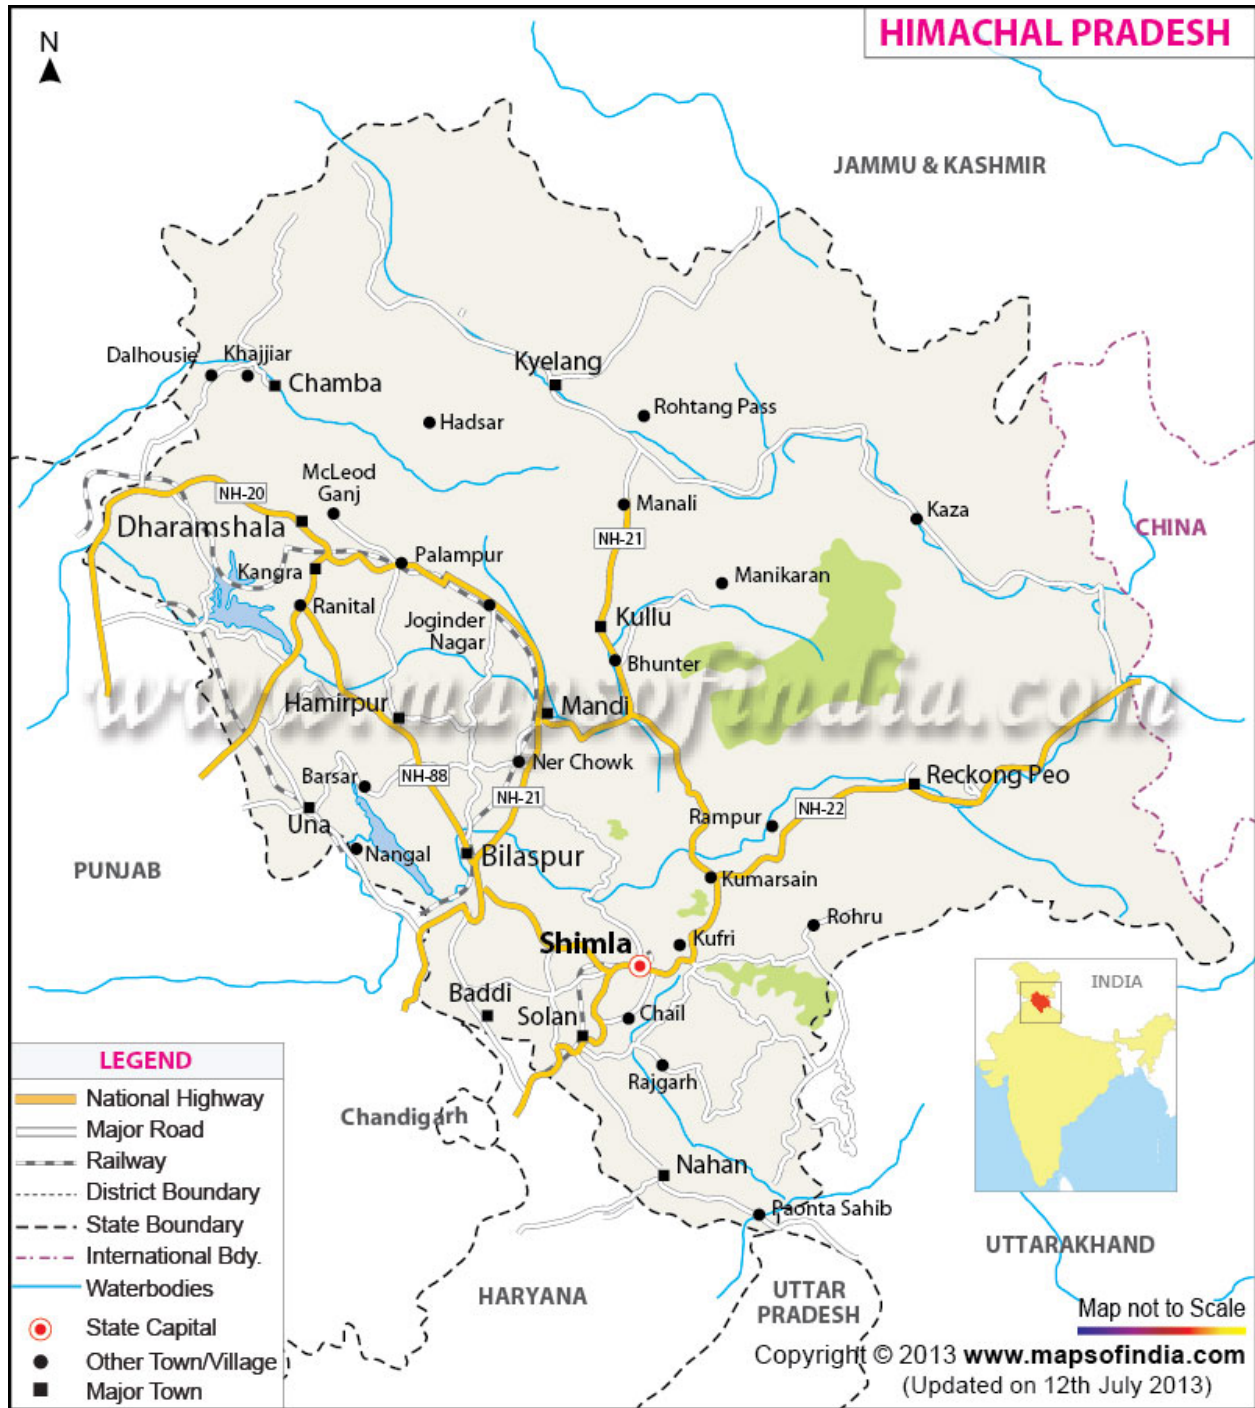 N
HIMACHAL PRADESH
JAMMU & KASHMIR
Dalhousie
Khajjiar
Chamba
Kyelang
Hadsar
Rohtang Pass
McLeod
Ganj
NH-20
Manali
Kaza
CHINA
Dharamshala
NH-21
Palampur
Kangra
Manikaran
Ranital
Joginder
Nagar
Kullu
Bhunter
www.mapsofindia.com
Hamirpur
Mandi
Ner Chowk
Barsar
NH-88
NH-21
Reckong Peo
NH-22
Rampur
Una
Nangal
Bilaspur
PUNJAB
Kumarsain
Rohru
Shimla
Kufri
INDIA
Baddi
Solan
Chail
Rajgarh
Chandigarh
Nahan
Paonta Sahib
UTTARAKHAND
HARYANA
UTTAR
PRADESH
LEGEND
National Highway
Major Road
Railway
District Boundary
State Boundary
International Bdy.
Waterbodies
State Capital
Other Town/Village
Major Town
Map not to Scale
Copyright © 2013 www.mapsofindia.com
(Updated on 12th July 2013)